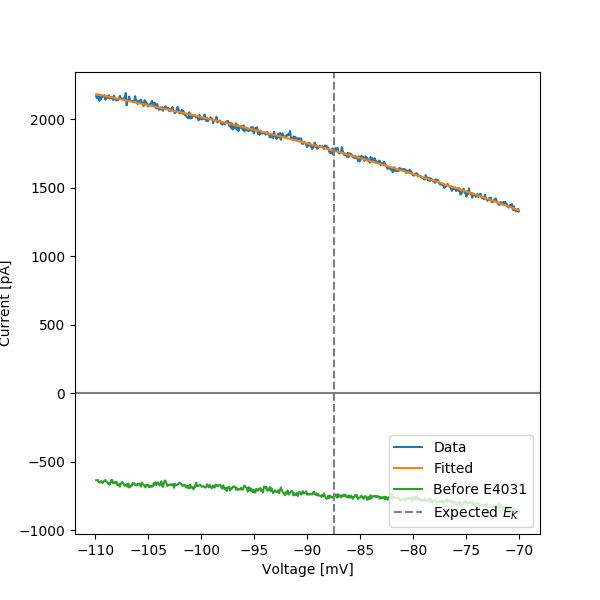 2000
1500
1000
500
0
−500
−1000
Current [pA]
Data
Fitted
Before E4031
Expected E_K
−110
−105
−100
−95
−90
−85
−80
−75
−70
Voltage [mV]